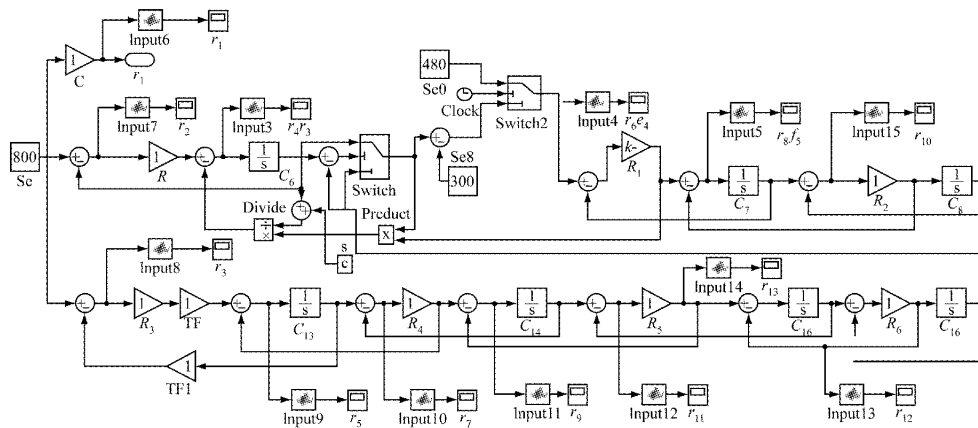 Input6
r1
1
C
r1
480
Se0
Clock
Switch2
Input7
r2
Input3
r4r3
Input4
r6e4
Input5
r8f5
Input15
r10
800
Se
1
R
1
s
C6
Switch
Se8
300
k-
R1
1
s
C7
1
R2
1
s
C8
Divide
÷
×
Prcduct
x
s
c
Input8
r3
Input14
r13
1
R3
1
TF
1
s
C13
1
R4
1
s
C14
1
R5
1
s
C16
1
R6
1
s
C16
1
TF1
Input9
r5
Input10
r7
Input11
r9
Input12
r11
Input13
r12